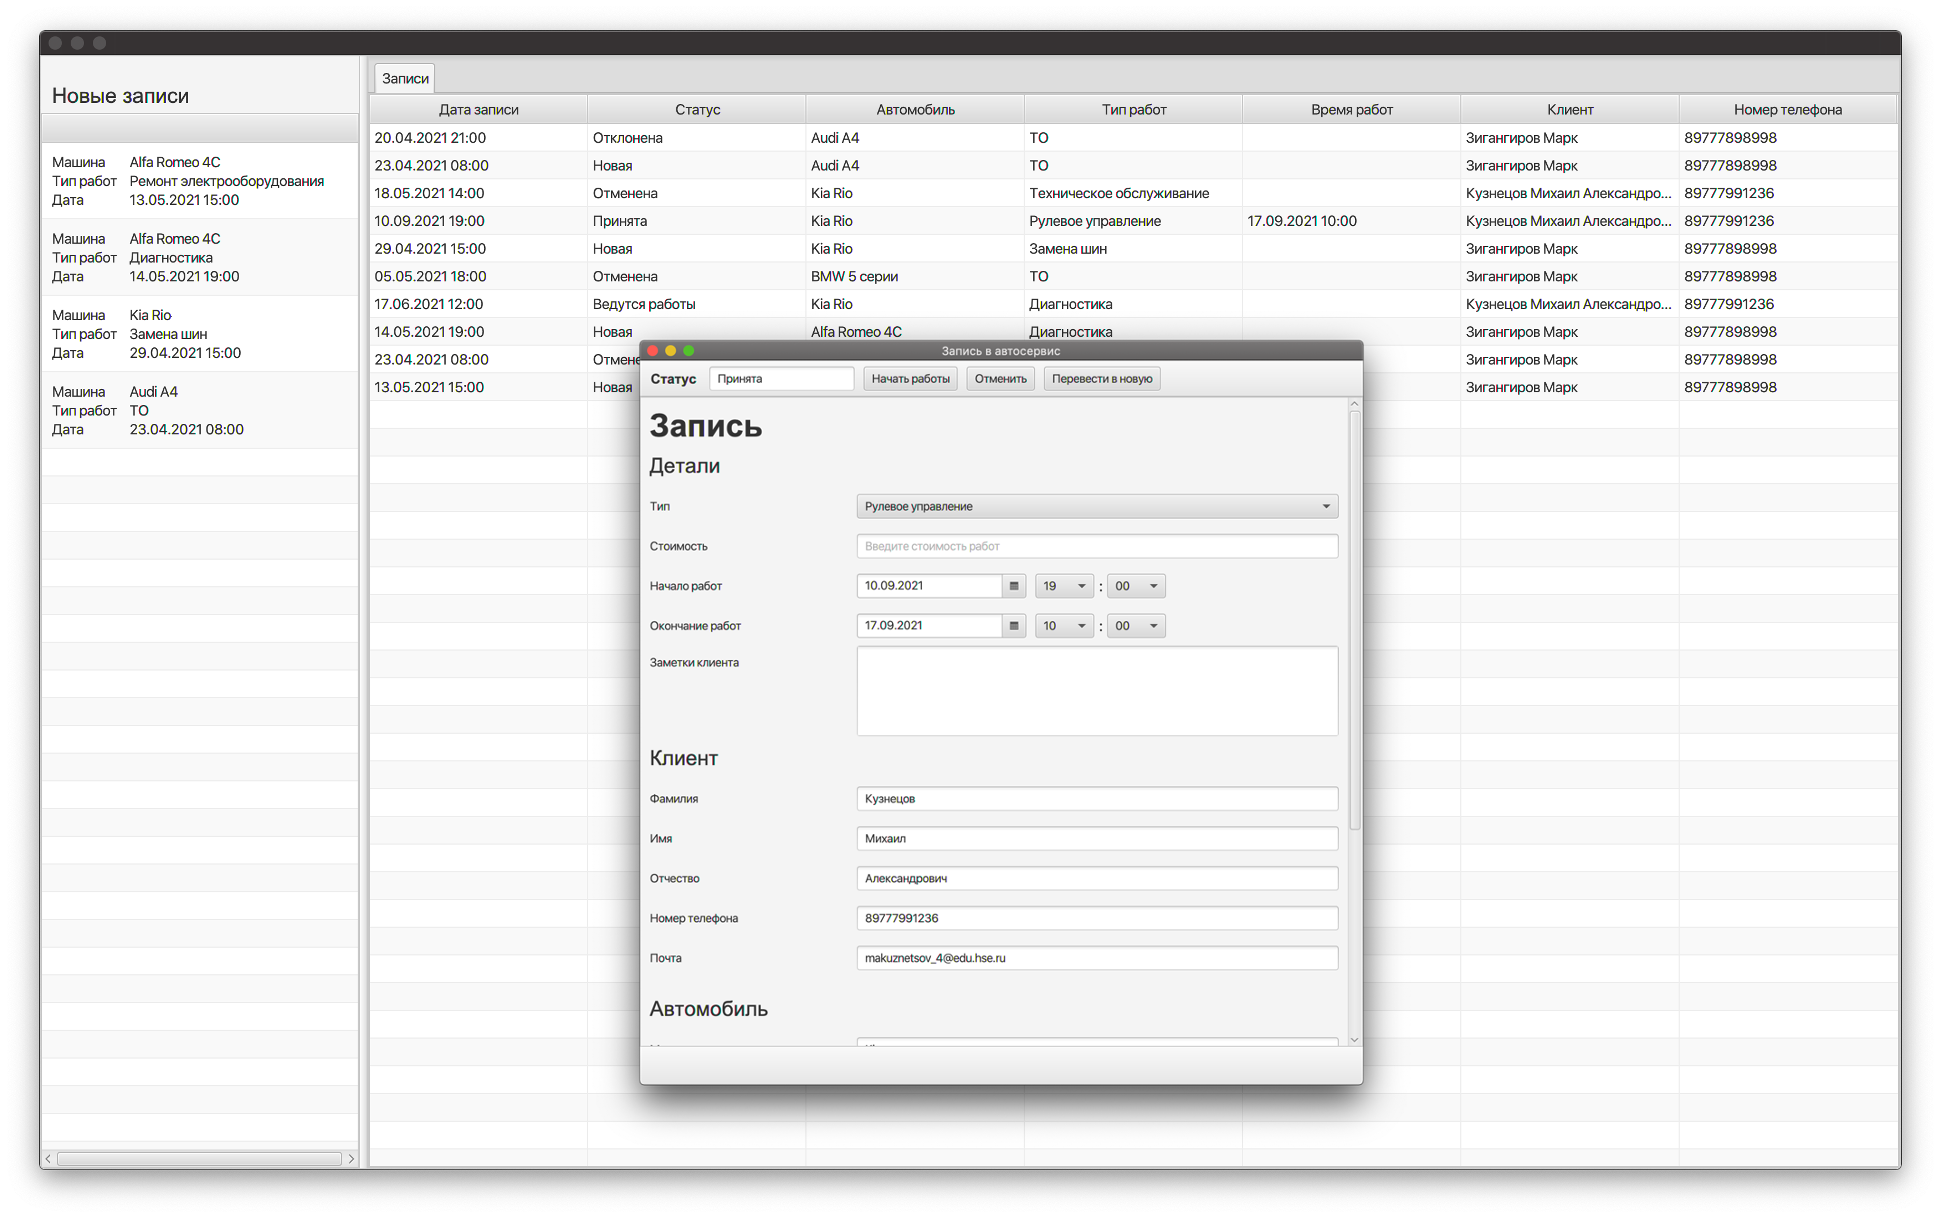 Новые записи
Машина Alfa Romeo 4C
Тип работ Ремонт электрооборудования
Дата 13.05.2021 15:00
Машина Alfa Romeo 4C
Тип работ Диагностика
Дата 14.05.2021 19:00
Машина Kia Rio
Тип работ Замена шин
Дата 29.04.2021 15:00
Машина Audi A4
Тип работ ТО
Дата 23.04.2021 08:00
Записи
Дата записи Статус Автомобиль Тип работ Время работ Клиент Номер телефона
20.04.2021 21:00 Отклонена Audi A4 ТО Зигангиров Марк 89777898998
23.04.2021 08:00 Новая Audi A4 ТО Зигангиров Марк 89777898998
18.05.2021 14:00 Отменена Kia Rio Техническое обслуживание Кузнецов Михаил Александро... 89777991236
10.09.2021 19:00 Принята Kia Rio Рулевое управление 17.09.2021 10:00 Кузнецов Михаил Александро... 89777991236
29.04.2021 15:00 Новая Kia Rio Замена шин Зигангиров Марк 89777898998
05.05.2021 18:00 Отменена BMW 5 серии ТО Зигангиров Марк 89777898998
17.06.2021 12:00 Ведутся работы Kia Rio Диагностика Кузнецов Михаил Александро... 89777991236
14.05.2021 19:00 Новая Alfa Romeo 4C Диагностика Зигангиров Марк 89777898998
23.04.2021 08:00 Отмене Зигангиров Марк 89777898998
13.05.2021 15:00 Новая Зигангиров Марк 89777898998
Запись в автосервис
Статус Принята Начать работы Отменить Перевести в новую
Запись
Детали
Тип Рулевое управление
Стоимость Введите стоимость работ
Начало работ 10.09.2021 19 : 00
Окончание работ 17.09.2021 10 : 00
Заметки клиента
Клиент
Фамилия Кузнецов
Имя Михаил
Отчество Александрович
Номер телефона 89777991236
Почта makuznetsov_4@edu.hse.ru
Автомобиль